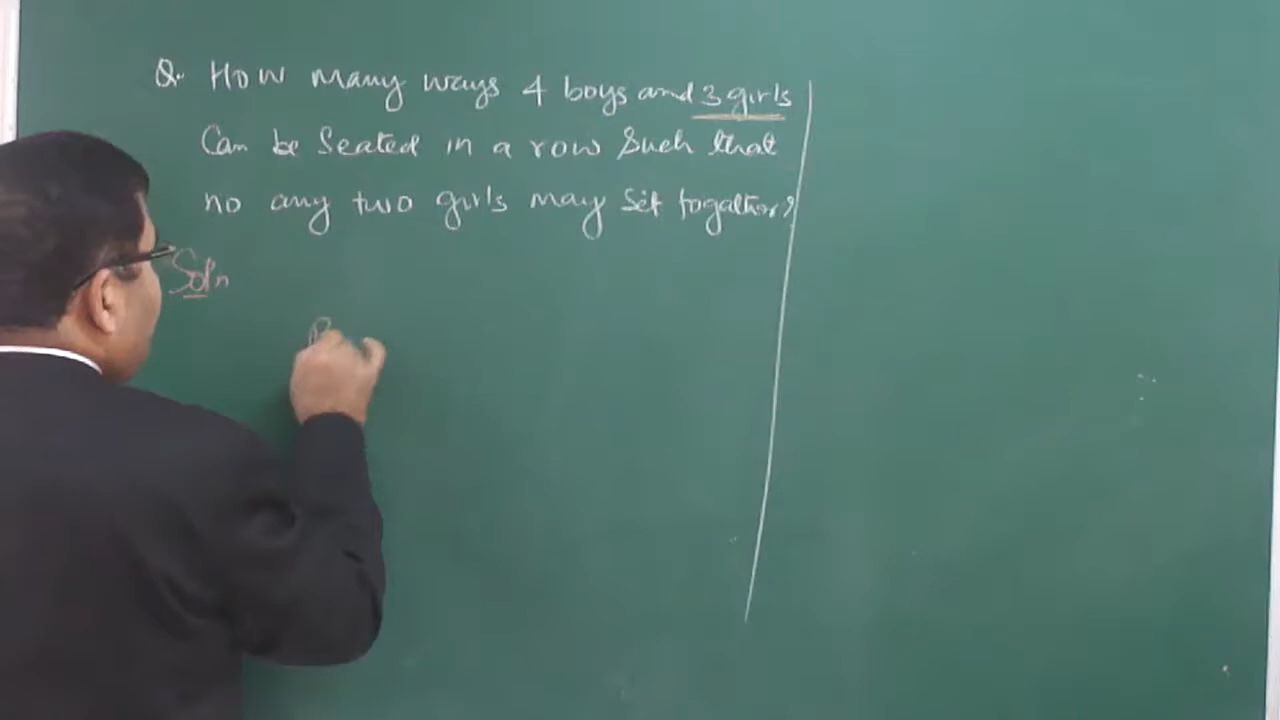 Q. How many ways 4 boys and 3 girls
Can be Seated in a row Such that
no any two girls may sit togather?
Soln
B